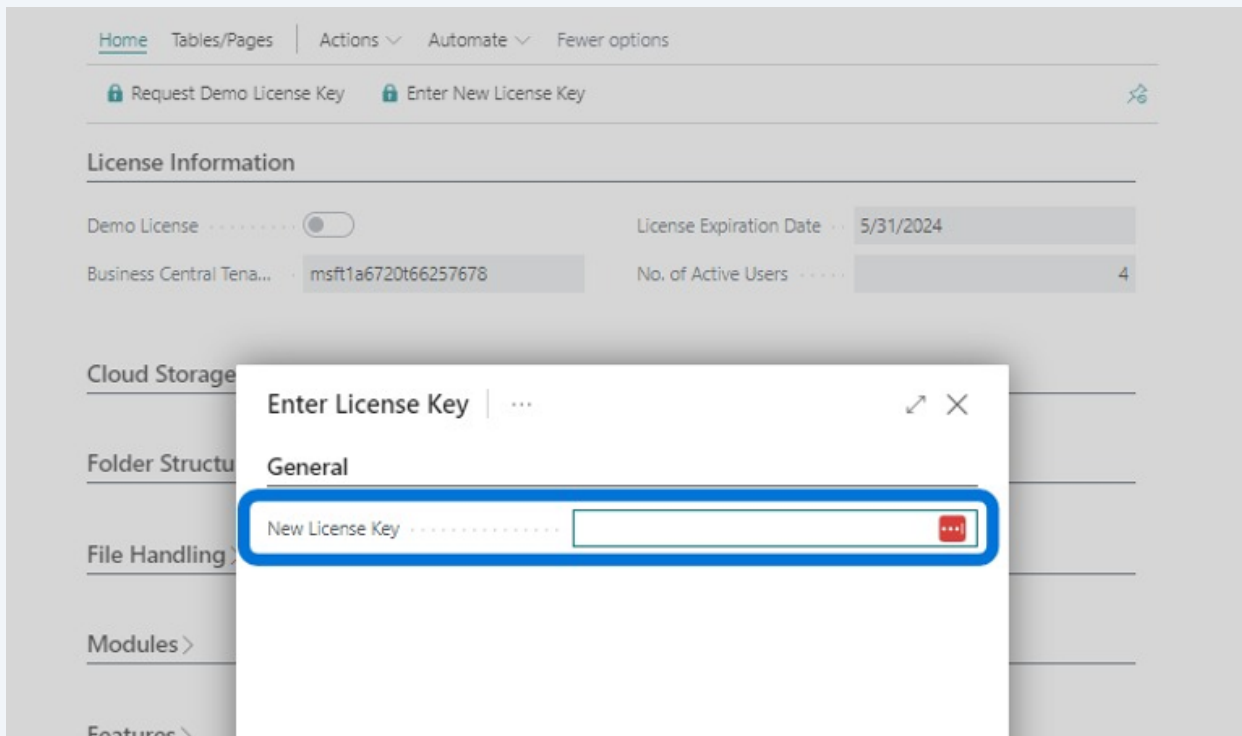 Home Tables/Pages Actions Automate Fewer options
Request Demo License Key Enter New License Key
License Information
Demo License License Expiration Date 5/31/2024
Business Central Tena... msft1a6720t66257678 No. of Active Users 4
Cloud Storage
Enter License Key ...
Folder Structu
General
New License Key
File Handling
Modules
Features